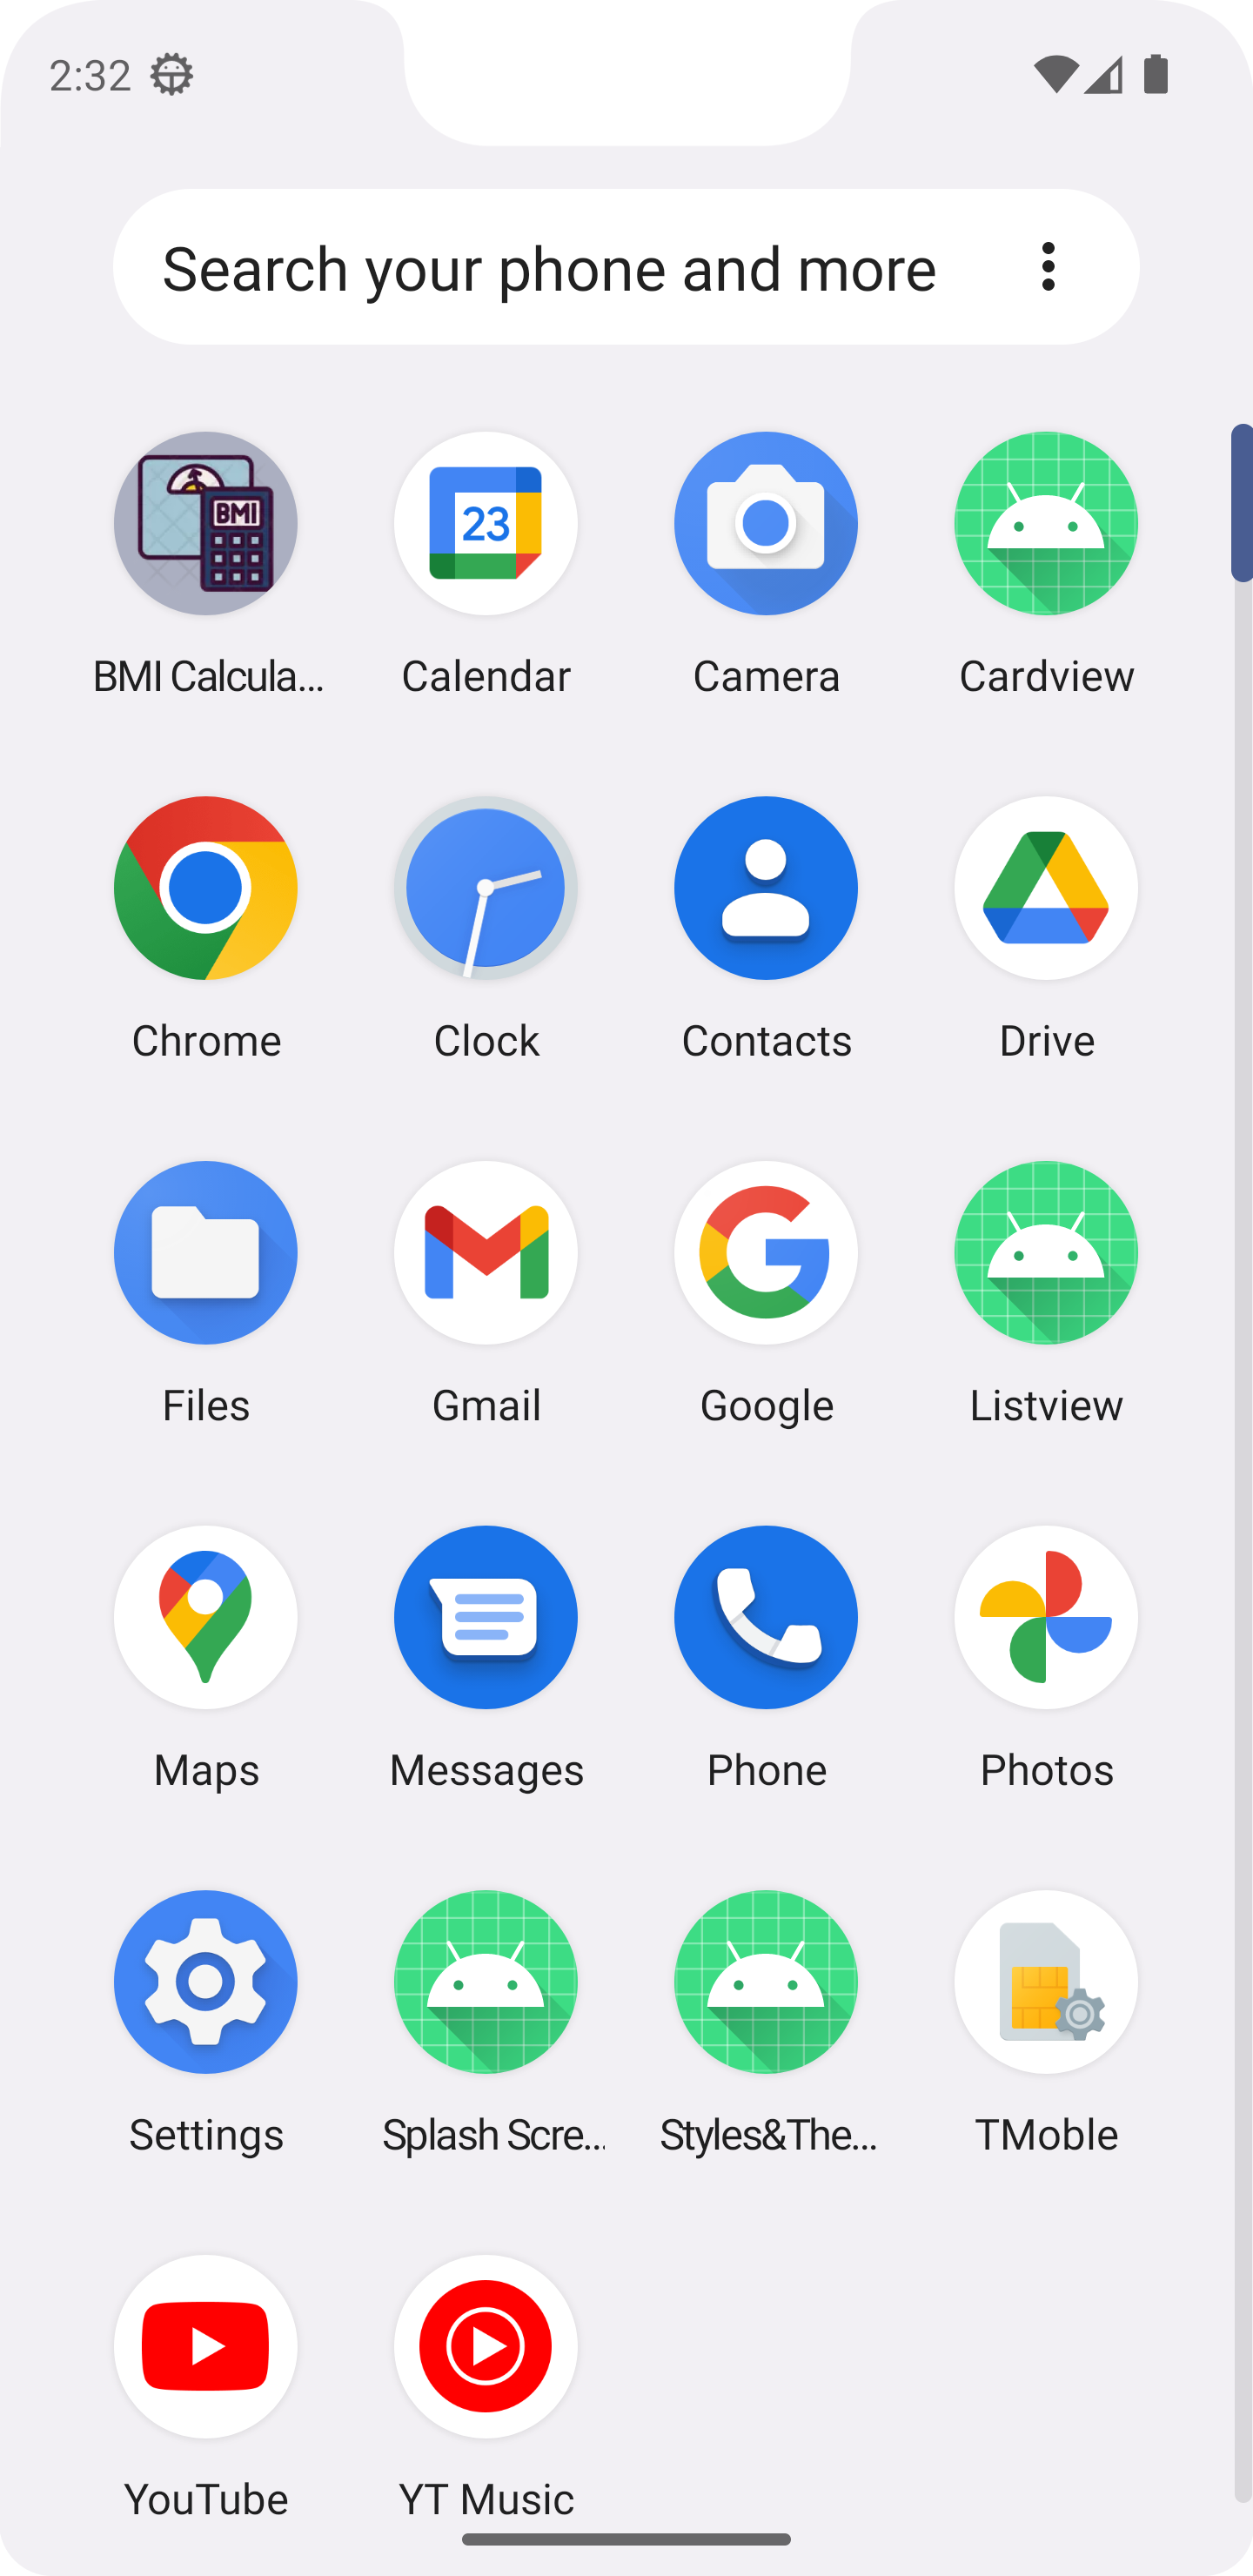 2:32
Search your phone and more
BMI
23
BMI Calcula...
Calendar
Camera
Cardview
Chrome
Clock
Contacts
Drive
Files
Gmail
Google
Listview
Maps
Messages
Phone
Photos
Settings
Splash Scre...
Styles&The...
TMoble
YouTube
YT Music